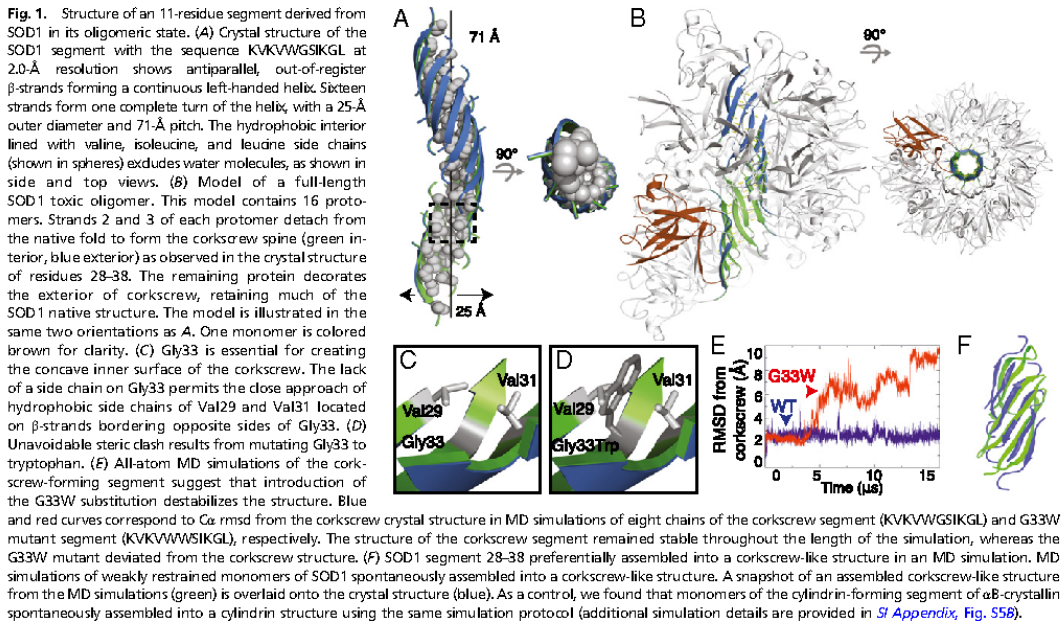 Fig. 1. Structure of an 11-residue segment derived from
SOD1 in its oligomeric state. (A) Crystal structure of the
SOD1 segment with the sequence KVKVWGSIKGL at
2.0-Å resolution shows antiparallel, out-of-register
β-strands forming a continuous left-handed helix. Sixteen
strands form one complete turn of the helix, with a 25-Å
outer diameter and 71-Å pitch. The hydrophobic interior
lined with valine, isoleucine, and leucine side chains
(shown in spheres) excludes water molecules, as shown in
side and top views. (B) Model of a full-length
SOD1 toxic oligomer. This model contains 16 proto-
mers. Strands 2 and 3 of each protomer detach from
the native fold to form the corkscrew spine (green in-
terior, blue exterior) as observed in the crystal structure
of residues 28–38. The remaining protein decorates
the exterior of corkscrew, retaining much of the
SOD1 native structure. The model is illustrated in the
same two orientations as A. One monomer is colored
brown for clarity. (C) Gly33 is essential for creating
the concave inner surface of the corkscrew. The lack
of a side chain on Gly33 permits the close approach of
hydrophobic side chains of Val29 and Val31 located
on β-strands bordering opposite sides of Gly33. (D)
Unavoidable steric clash results from mutating Gly33 to
tryptophan. (E) All-atom MD simulations of the cork-
screw-forming segment suggest that introduction of
the G33W substitution destabilizes the structure. Blue
and red curves correspond to Cα rmsd from the corkscrew crystal structure in MD simulations of eight chains of the corkscrew segment (KVKVWGSIKGL) and G33W
mutant segment (KVKVWWSIKGL), respectively. The structure of the corkscrew segment remained stable throughout the length of the simulation, whereas the
G33W mutant deviated from the corkscrew structure. (F) SOD1 segment 28–38 preferentially assembled into a corkscrew-like structure in an MD simulation. MD
simulations of weakly restrained monomers of SOD1 spontaneously assembled into a corkscrew-like structure. A snapshot of an assembled corkscrew-like structure
from the MD simulations (green) is overlaid onto the crystal structure (blue). As a control, we found that monomers of the cylindrin-forming segment of αB-crystallin
spontaneously assembled into a cylindrin structure using the same simulation protocol (additional simulation details are provided in SI Appendix, Fig. S5B).
A
71 Å
90°
25 Å
B
90°
C
Val31
Val29
Gly33
D
Val31
Val29
Gly33Trp
E
RMSD from
corkscrew (Å)
10
8
6
4
2
0
G33W
WT
0 5 10 15
Time (µs)
F